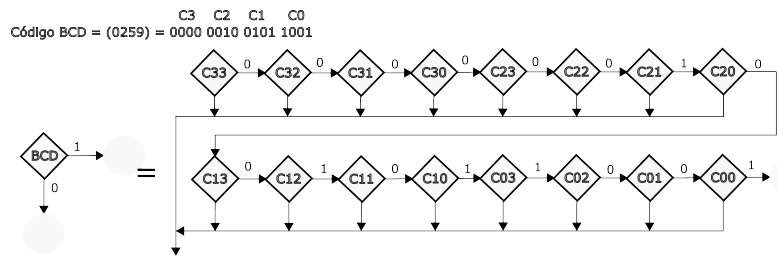 C3 C2 C1 C0
Código BCD = (0259) = 0000 0010 0101 1001
C33 0 C32 0 C31 0 C30 0 C23 0 C22 0 C21 1 C20 0
BCD 1
=
0
C13 0 C12 1 C11 0 C10 1 C03 1 C02 0 C01 0 C00 1